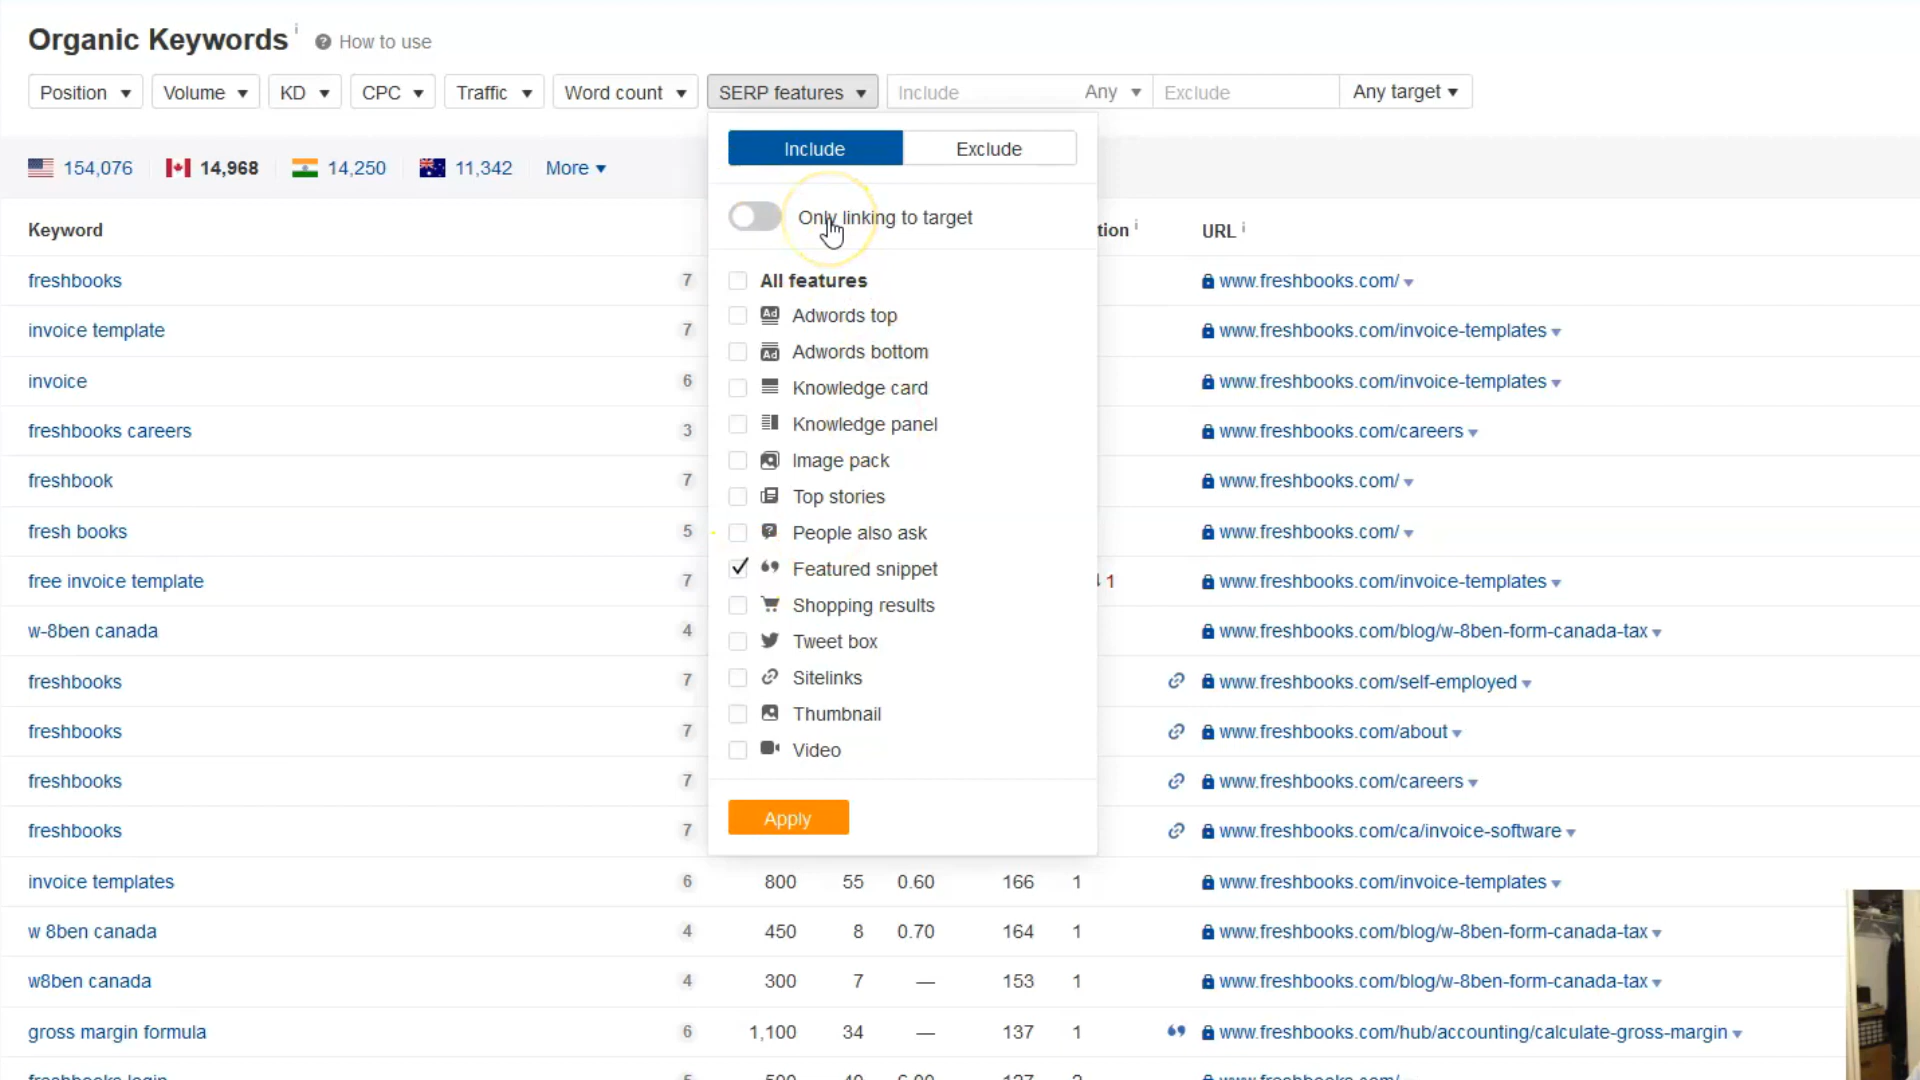 Organic Keywords i How to use
Position Volume KD CPC Traffic Word count SERP features Include Any Exclude Any target
Include Exclude
154,076 14,968 14,250 11,342 More
Only linking to target
Keyword tion i URL i
All features
freshbooks 7 www.freshbooks.com/
Adwords top
invoice template 7 www.freshbooks.com/invoice-templates
Adwords bottom
invoice 6 Knowledge card www.freshbooks.com/invoice-templates
freshbooks careers 3 Knowledge panel www.freshbooks.com/careers
Image pack
freshbook 7 www.freshbooks.com/
Top stories
fresh books 5 People also ask www.freshbooks.com/
Featured snippet
free invoice template 7 1 www.freshbooks.com/invoice-templates
Shopping results
w-8ben canada 4 www.freshbooks.com/blog/w-8ben-form-canada-tax
Tweet box
freshbooks 7 Sitelinks www.freshbooks.com/self-employed
Thumbnail
freshbooks 7 www.freshbooks.com/about
Video
freshbooks 7 www.freshbooks.com/careers
Apply
freshbooks 7 www.freshbooks.com/ca/invoice-software
invoice templates 6 800 55 0.60 166 1 www.freshbooks.com/invoice-templates
w 8ben canada 4 450 8 0.70 164 1 www.freshbooks.com/blog/w-8ben-form-canada-tax
w8ben canada 4 300 7 — 153 1 www.freshbooks.com/blog/w-8ben-form-canada-tax
gross margin formula 6 1,100 34 — 137 1 www.freshbooks.com/hub/accounting/calculate-gross-margin